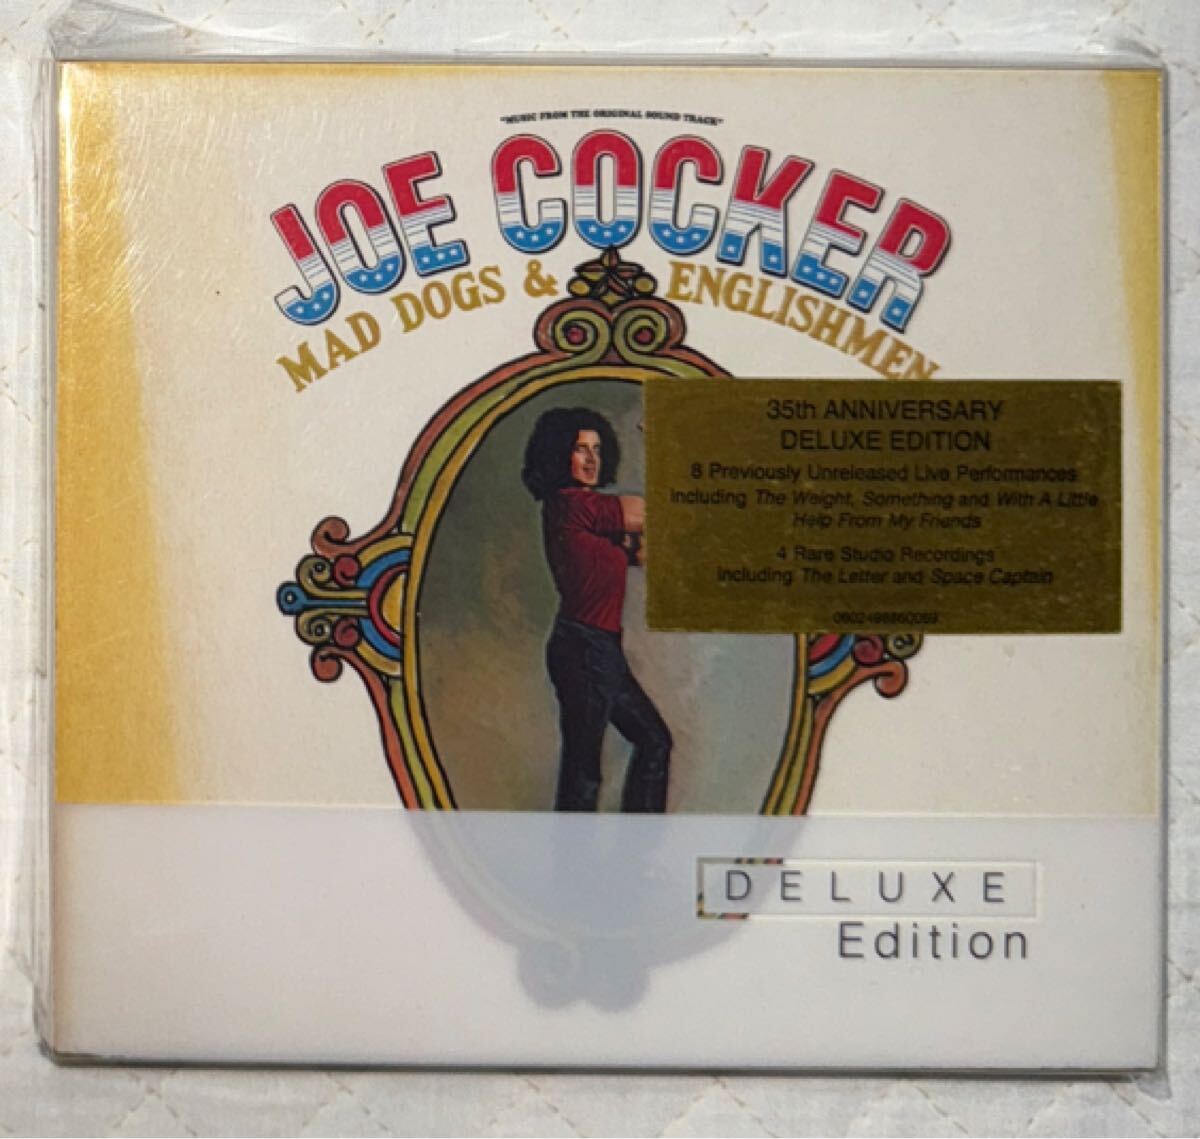 "MUSIC FROM THE ORIGINAL SOUND TRACK"
JOE COCKER
MAD DOGS & ENGLISHMEN
35th ANNIVERSARY
DELUXE EDITION
8 Previously Unreleased Live Performances
including The Weight, Something and With A Little
Help From My Friends
4 Rare Studio Recordings
including The Letter and Space Captain
0602498860069
DELUXE
Edition